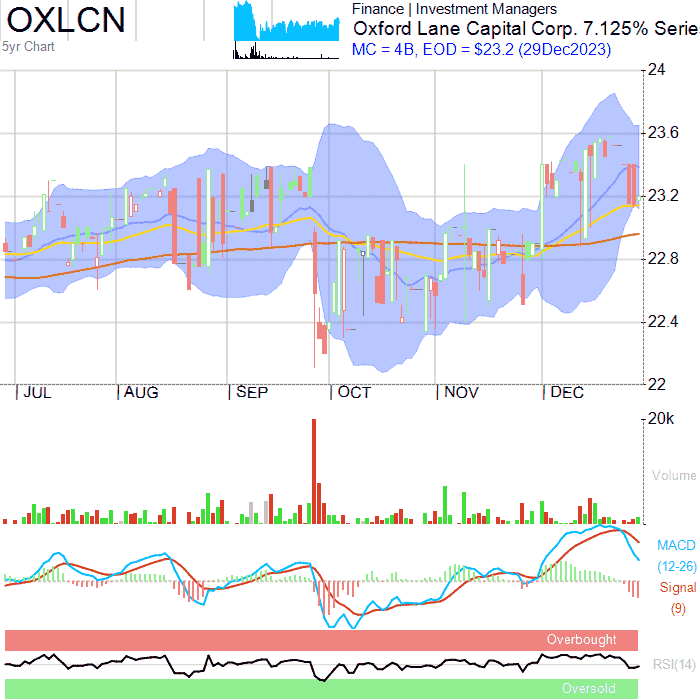 OXLCN
5yr Chart
Finance | Investment Managers
Oxford Lane Capital Corp. 7.125% Serie
MC = 4B, EOD = $23.2 (29Dec2023)
24
23.6
23.2
22.8
22.4
22
JUL AUG SEP OCT NOV DEC
20k
Volume
MACD
(12-26)
Signal
(9)
Overbought
RSI(14)
Oversold